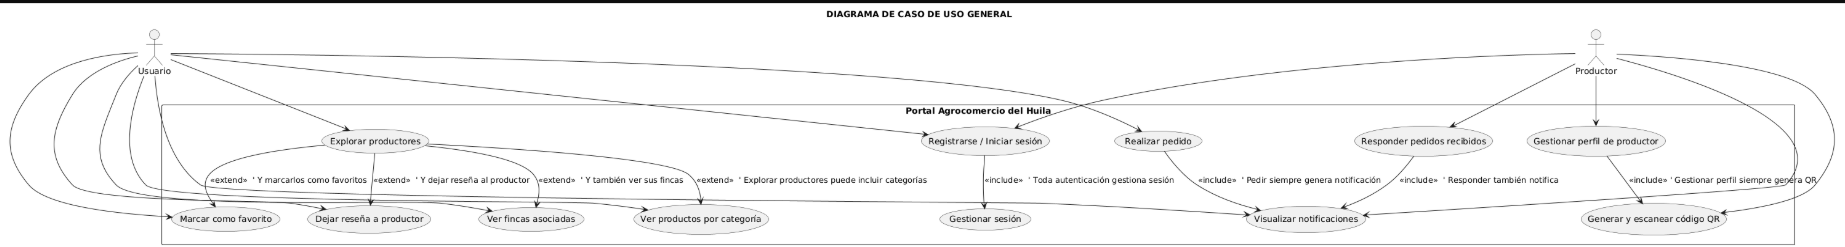 DIAGRAMA DE CASO DE USO GENERAL
Usuario
Productor
Portal Agrocomercio del Huila
Explorar productores
Registrarse / Iniciar sesión
Realizar pedido
Responder pedidos recibidos
Gestionar perfil de productor
«extend» ' Y marcarlos como favoritos
«extend» ' Y dejar reseña al productor
«extend» ' Y también ver sus fincas
«extend» ' Explorar productores puede incluir categorías
«include» ' Toda autenticación gestiona sesión
«include» ' Pedir siempre genera notificación
«include» ' Responder también notifica
«include» ' Gestionar perfil siempre genera QR
Marcar como favorito
Dejar reseña a productor
Ver fincas asociadas
Ver productos por categoría
Gestionar sesión
Visualizar notificaciones
Generar y escanear código QR